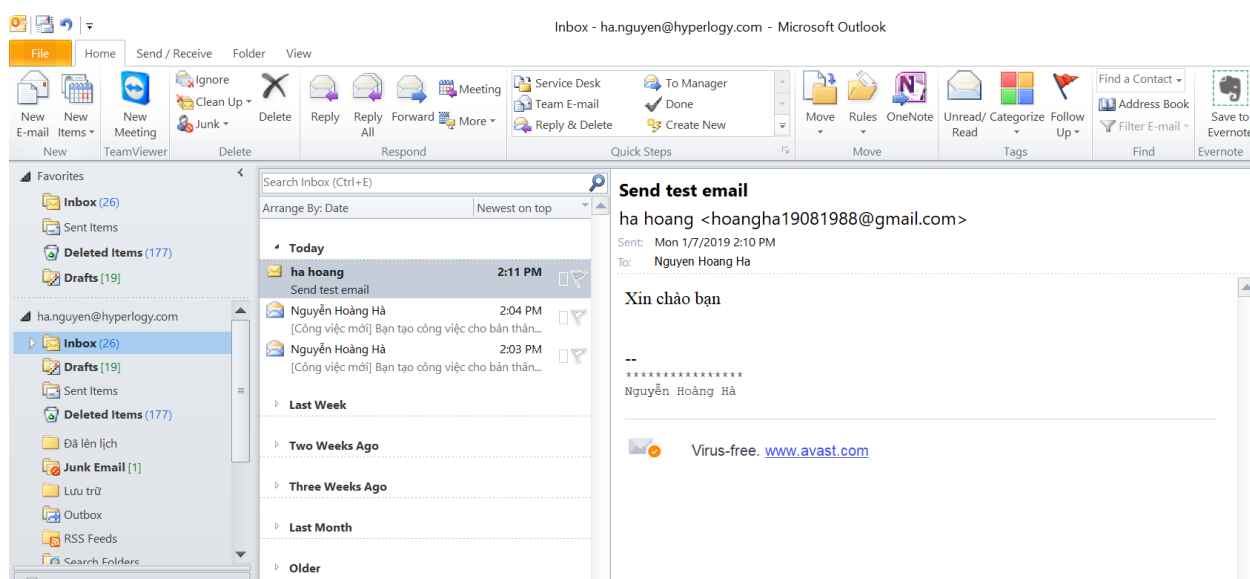 Inbox - ha.nguyen@hyperlogy.com - Microsoft Outlook
File Home Send / Receive Folder View
New E-mail
New Items
New
New Meeting
TeamViewer
Ignore
Clean Up
Junk
Delete
Delete
Reply
Reply All
Forward
Meeting
More
Respond
Service Desk
Team E-mail
Reply & Delete
To Manager
Done
Create New
Quick Steps
Move
Rules
OneNote
Move
Unread/ Read
Categorize
Follow Up
Tags
Find a Contact
Address Book
Filter E-mail
Find
Save to
Evernote
Evernote
Favorites
Inbox (26)
Sent Items
Deleted Items (177)
Drafts [19]
ha.nguyen@hyperlogy.com
Inbox (26)
Drafts [19]
Sent Items
Deleted Items (177)
Đã lên lịch
Junk Email [1]
Lưu trữ
Outbox
RSS Feeds
Search Folders
Search Inbox (Ctrl+E)
Arrange By: Date Newest on top
Today
ha hoang 2:11 PM
Send test email
Nguyễn Hoàng Hà 2:04 PM
[Công việc mới] Bạn tạo công việc cho bản thân...
Nguyễn Hoàng Hà 2:03 PM
[Công việc mới] Bạn tạo công việc cho bản thân...
Last Week
Two Weeks Ago
Three Weeks Ago
Last Month
Older
Send test email
ha hoang <hoangha19081988@gmail.com>
Sent: Mon 1/7/2019 2:10 PM
To: Nguyen Hoang Ha
Xin chào bạn
--
****************
Nguyễn Hoàng Hà
Virus-free. www.avast.com